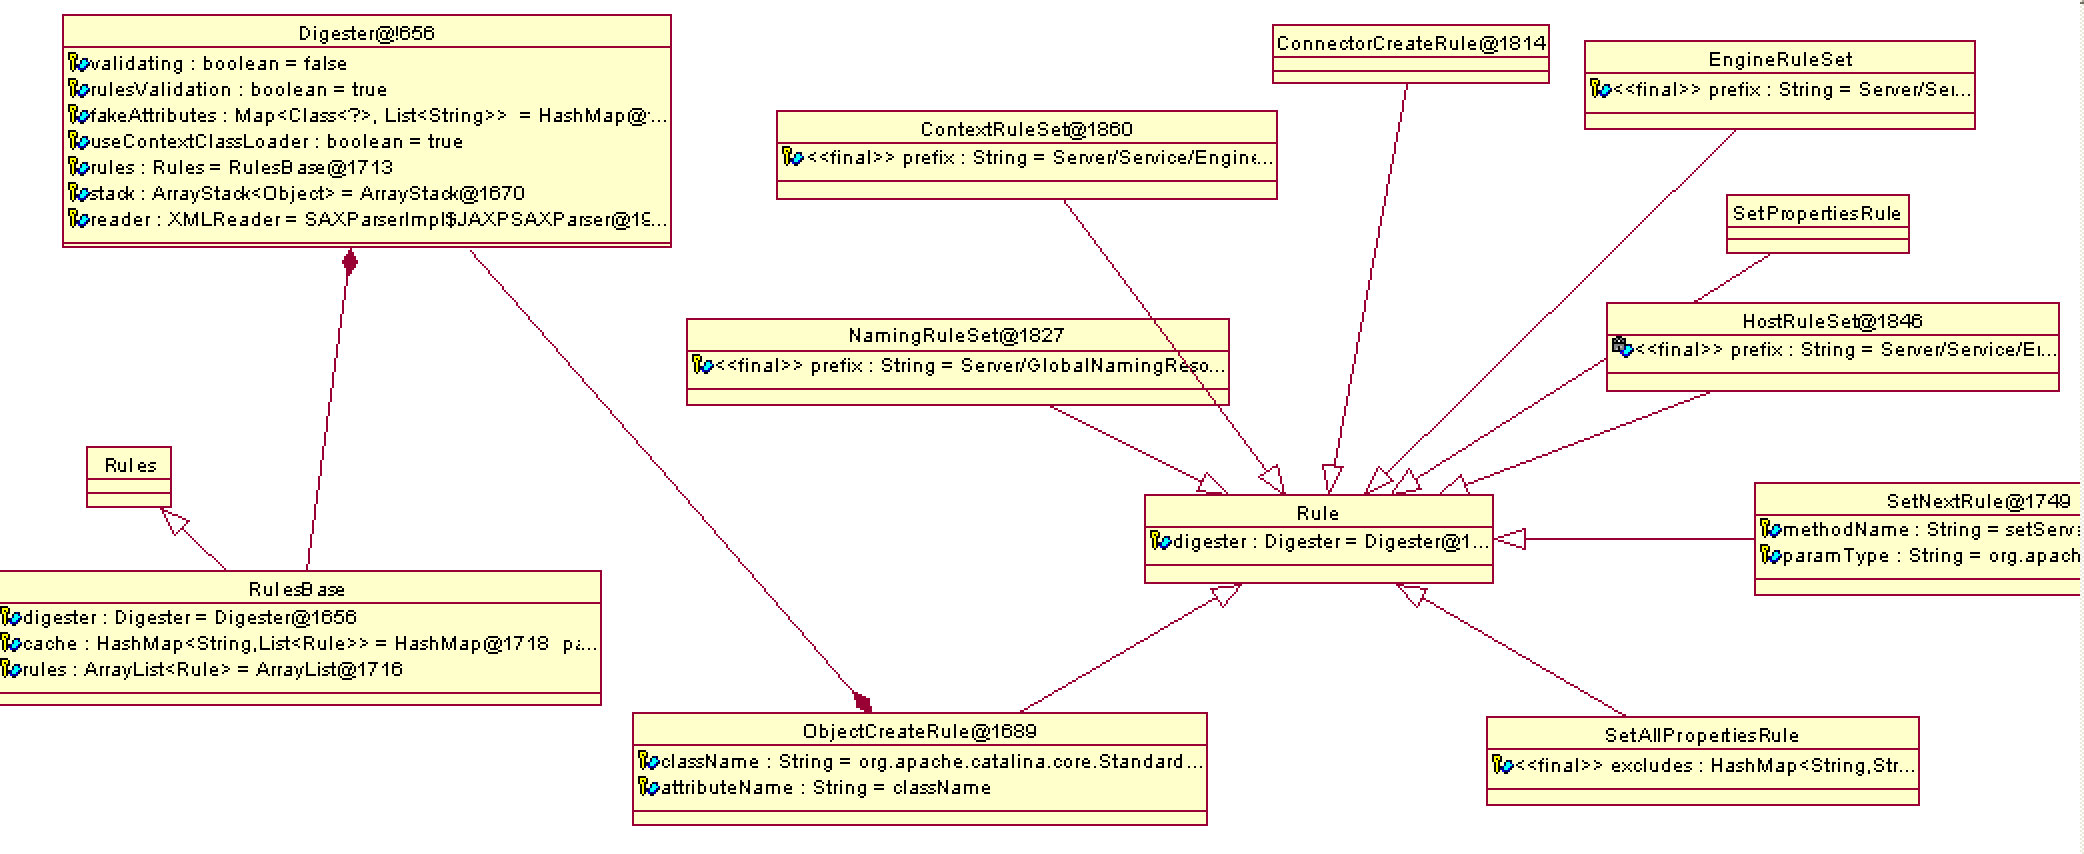 Digester@!656
validating : boolean = false
rulesValidation : boolean = true
fakeAttributes : Map<Class<?>, List<String>> = HashMap@...
useContextClassLoader : boolean = true
rules : Rules = RulesBase@1713
stack : ArrayStack<Object> = ArrayStack@1670
reader : XMLReader = SAXParserImpl$JAXPSAXParser@19...
ConnectorCreateRule@1814
EngineRuleSet
<<final>> prefix : String = Server/Ser...
ContextRuleSet@1860
<<final>> prefix : String = Server/Service/Engine...
SetPropertiesRule
HostRuleSet@1846
<<final>> prefix : String = Server/Service/En...
NamingRuleSet@1827
<<final>> prefix : String = Server/GlobalNamingReso...
Rules
Rule
digester : Digester = Digester@1...
SetNextRule@1749
methodName : String = setServ
paramType : String = org.apach
RulesBase
digester : Digester = Digester@1656
cache : HashMap<String,List<Rule>> = HashMap@1718 pa...
rules : ArrayList<Rule> = ArrayList@1716
ObjectCreateRule@1689
className : String = org.apache.catalina.core.Standard...
attributeName : String = className
SetAllPropertiesRule
<<final>> excludes : HashMap<String,Str...